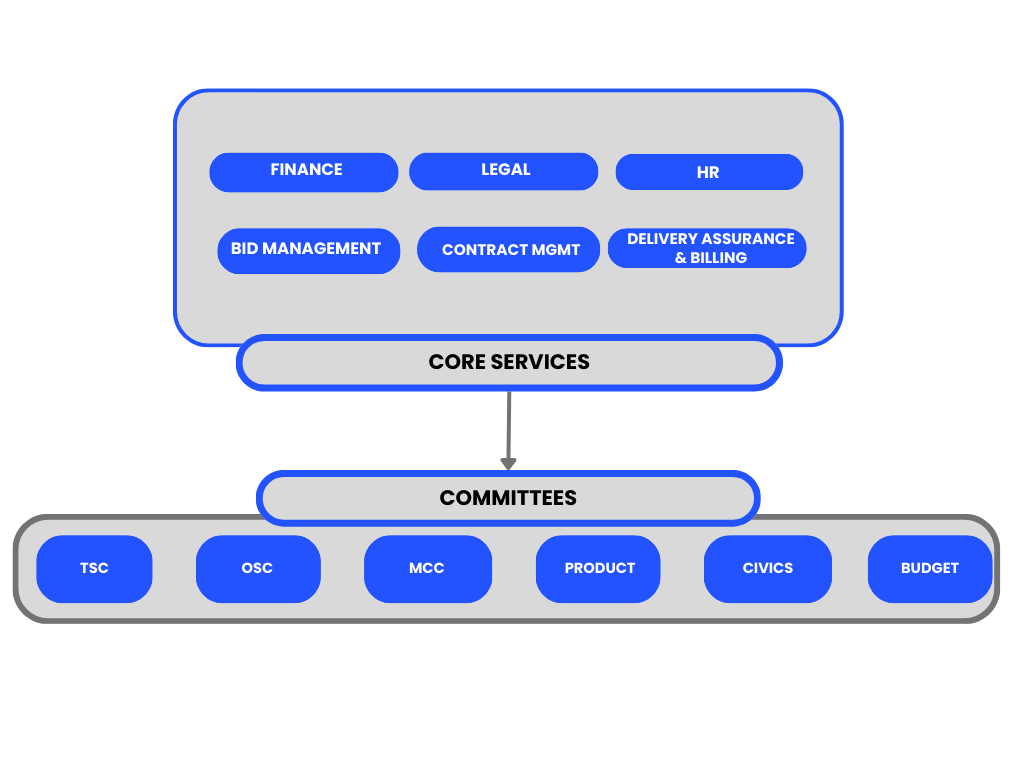 FINANCE
LEGAL
HR
BID MANAGEMENT
CONTRACT MGMT
DELIVERY ASSURANCE
& BILLING
CORE SERVICES
COMMITTEES
TSC
OSC
MCC
PRODUCT
CIVICS
BUDGET